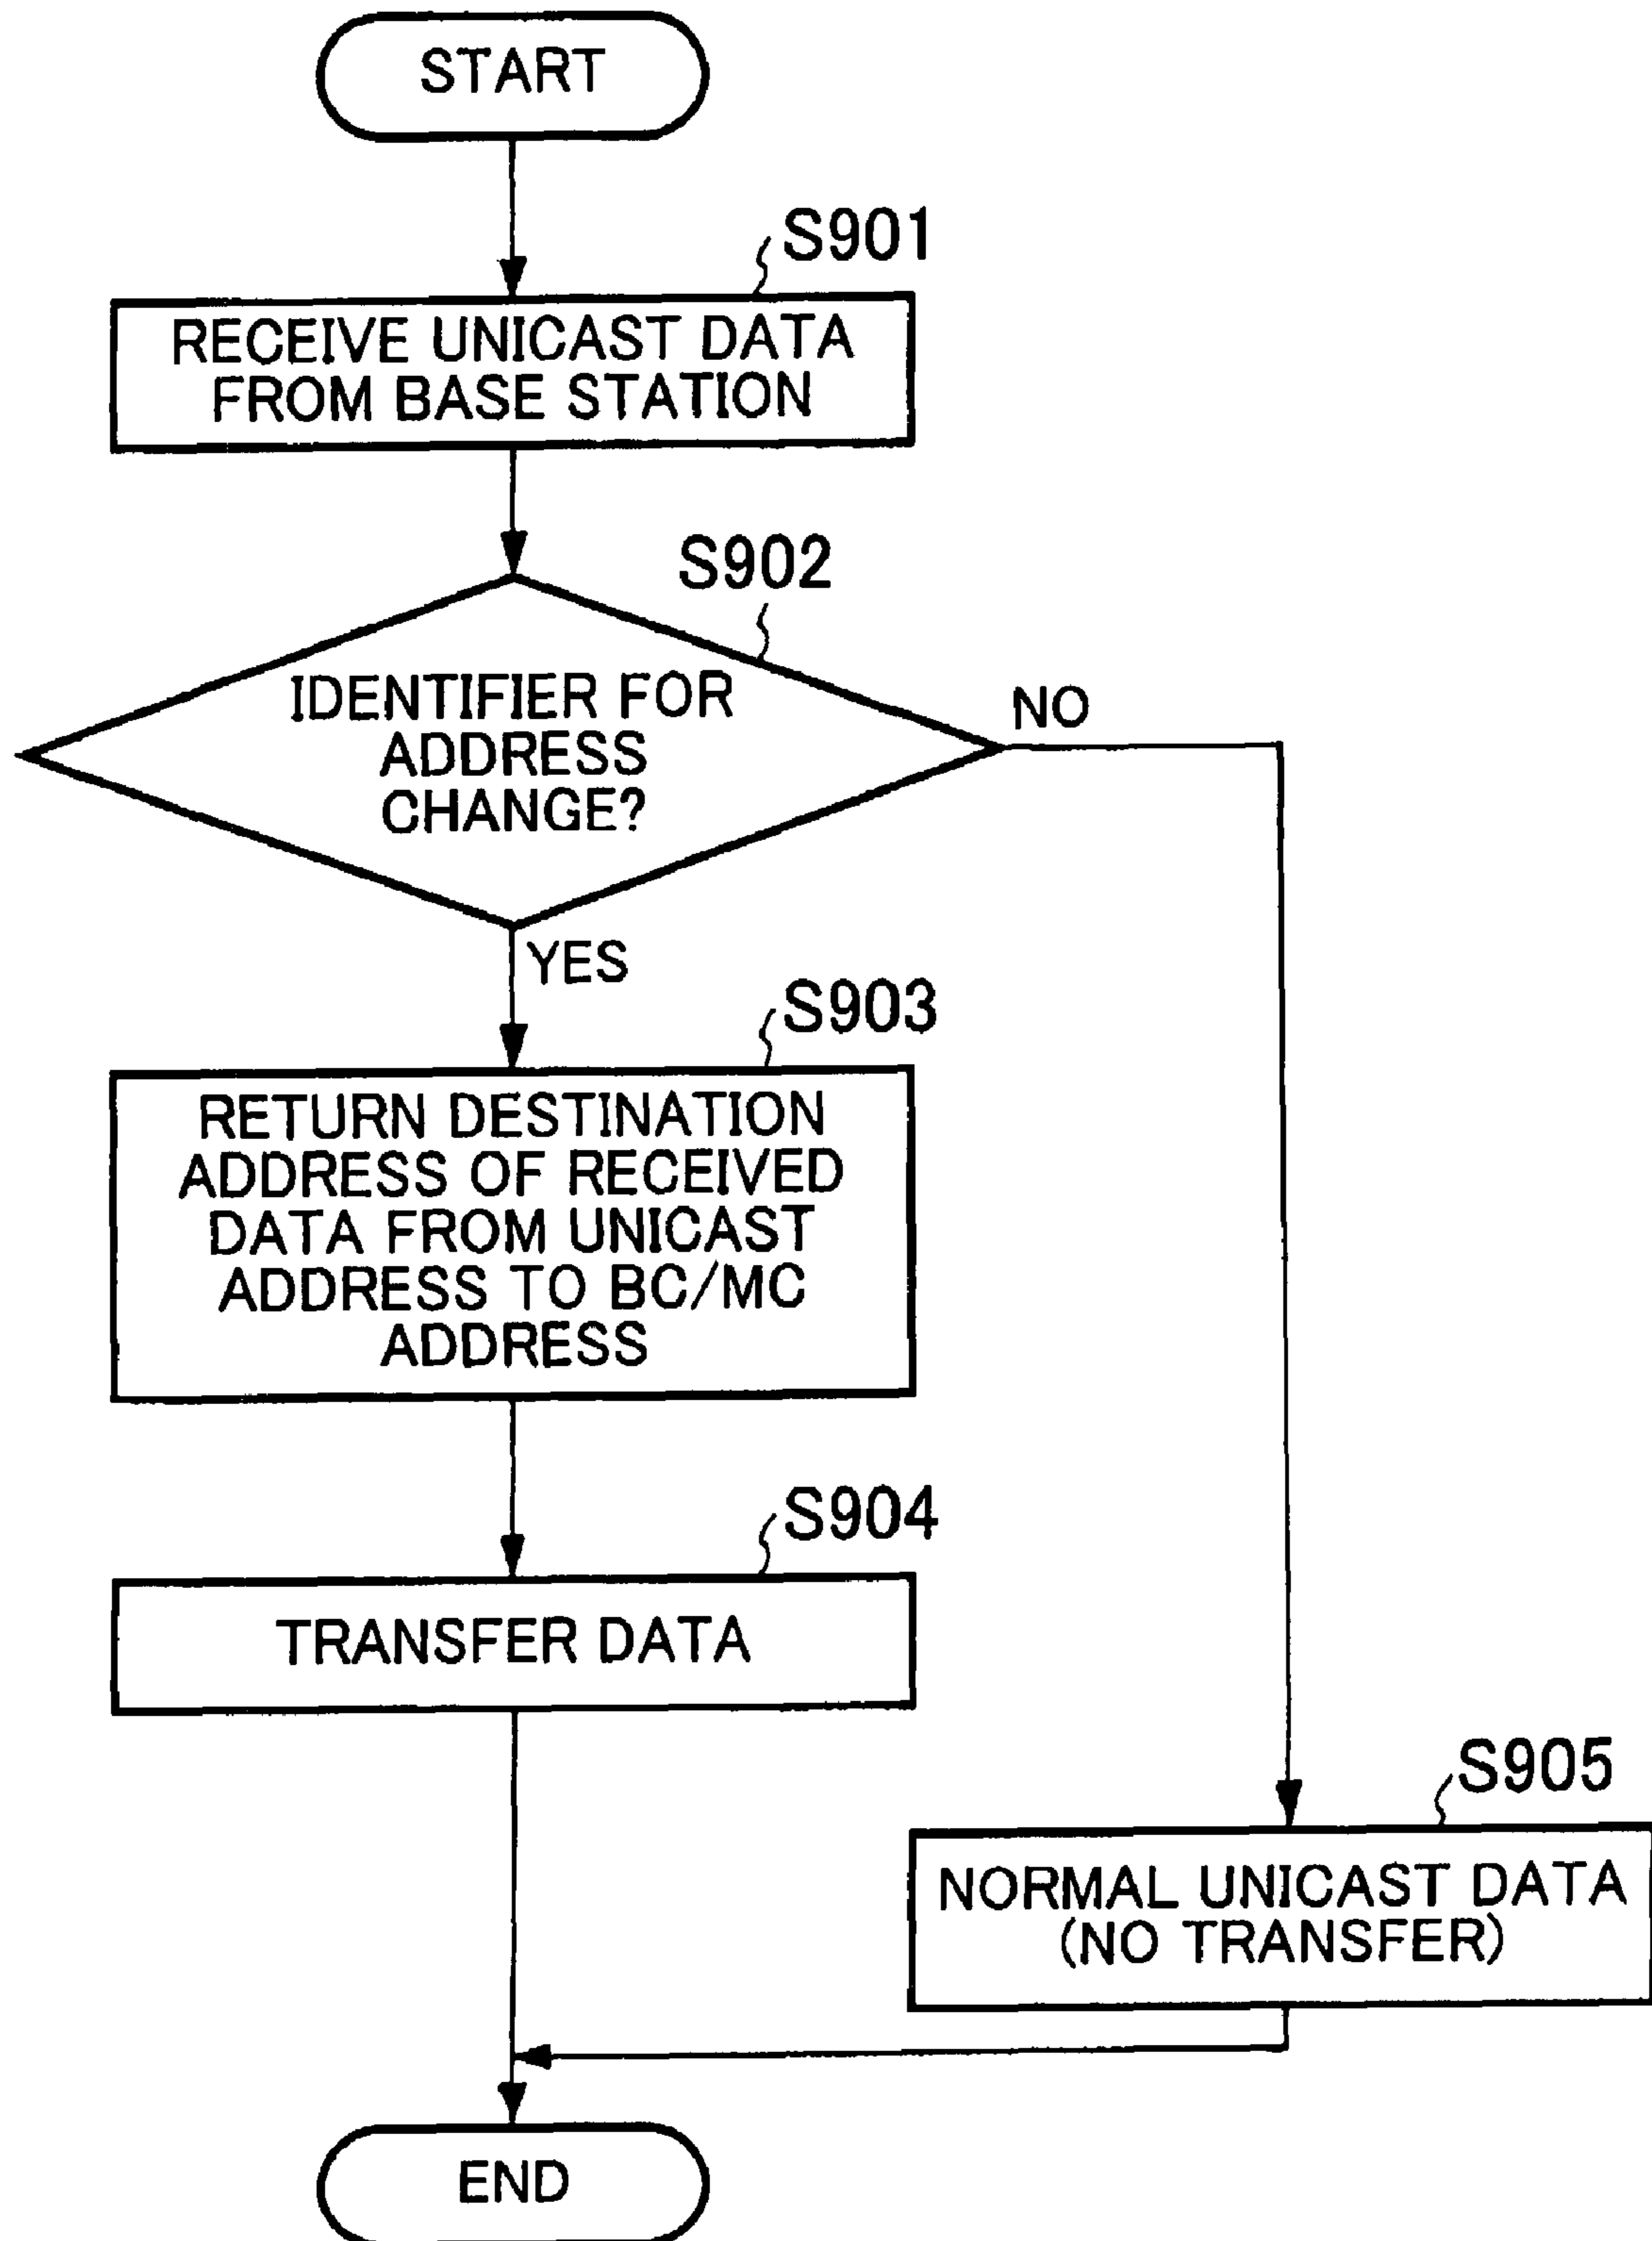 START
S901
RECEIVE UNICAST DATA
FROM BASE STATION
S902
IDENTIFIER FOR
ADDRESS
CHANGE?
NO
YES
S903
RETURN DESTINATION
ADDRESS OF RECEIVED
DATA FROM UNICAST
ADDRESS TO BC/MC
ADDRESS
S904
TRANSFER DATA
S905
NORMAL UNICAST DATA
(NO TRANSFER)
END